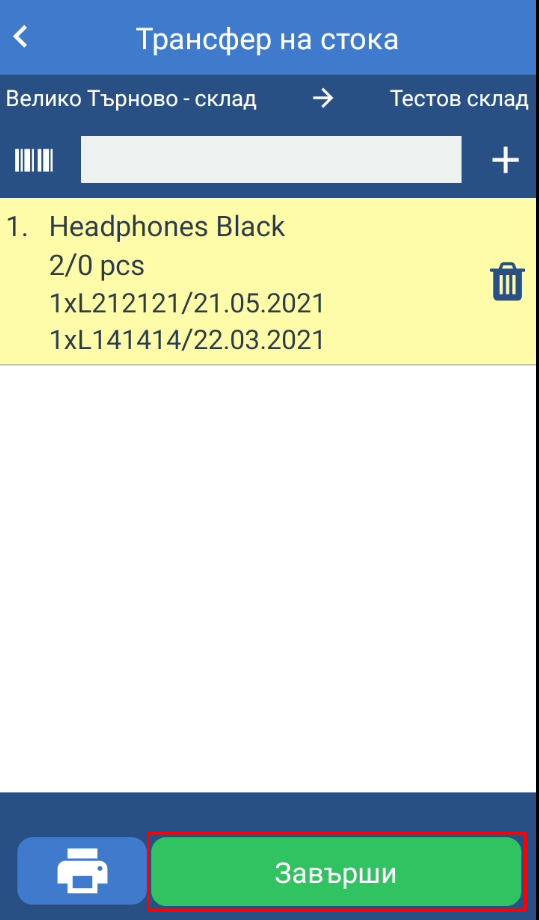 Трансфер на стока
Велико Търново - склад → Тестов склад
1. Headphones Black
2/0 pcs
1xL212121/21.05.2021
1xL141414/22.03.2021
Завърши